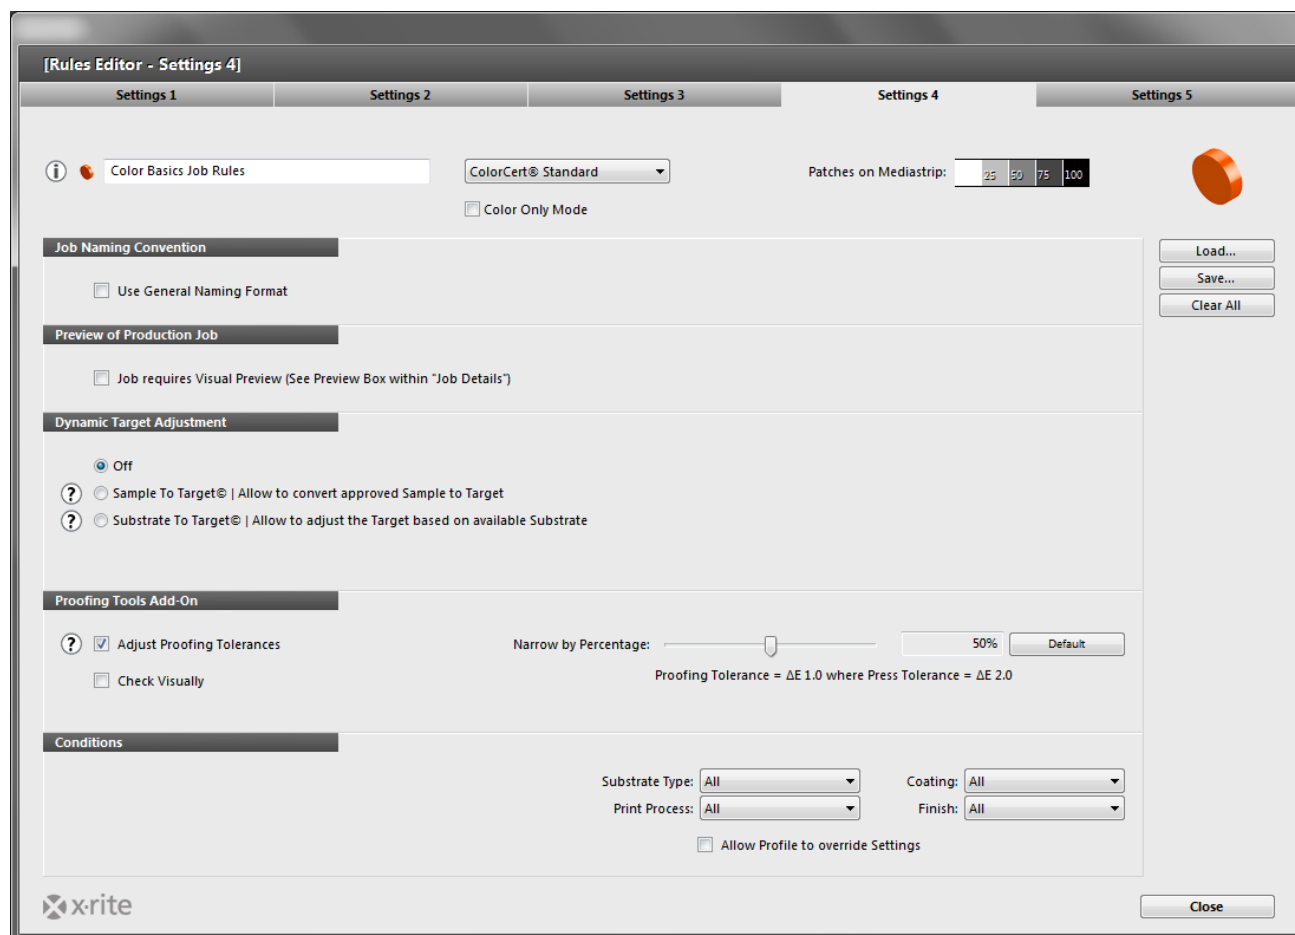 [Rules Editor - Settings 4]
Settings 1 Settings 2 Settings 3 Settings 4 Settings 5
i Color Basics Job Rules ColorCert® Standard Patches on Mediastrip: 25 50 75 100
Color Only Mode
Job Naming Convention
Load...
Save...
Use General Naming Format
Clear All
Preview of Production Job
Job requires Visual Preview (See Preview Box within "Job Details")
Dynamic Target Adjustment
Off
? Sample To Target© | Allow to convert approved Sample to Target
? Substrate To Target© | Allow to adjust the Target based on available Substrate
Proofing Tools Add-On
? Adjust Proofing Tolerances Narrow by Percentage: 50% Default
Check Visually Proofing Tolerance = ΔE 1.0 where Press Tolerance = ΔE 2.0
Conditions
Substrate Type: All Coating: All
Print Process: All Finish: All
Allow Profile to override Settings
x·rite Close